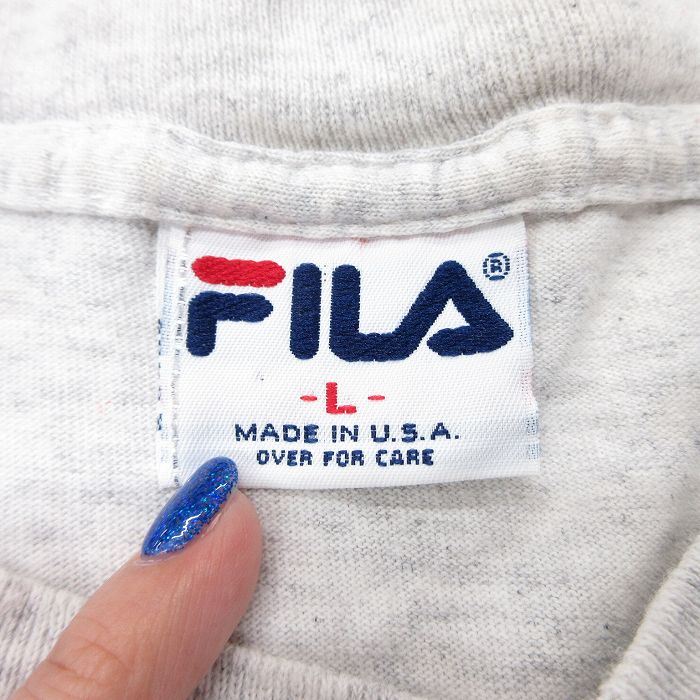 FILA®
-L-
MADE IN U.S.A.
OVER FOR CARE